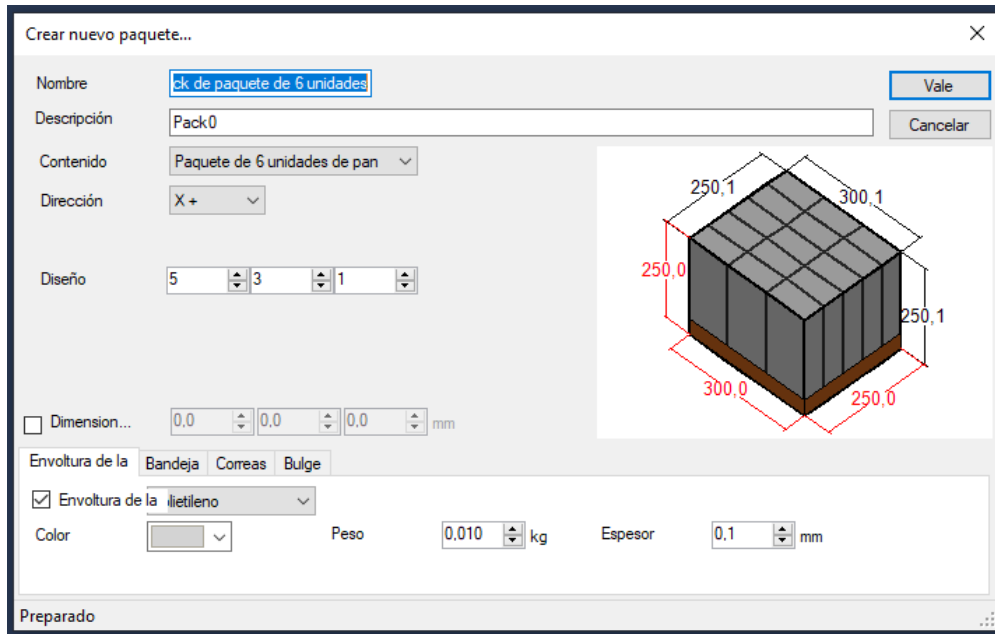 Crear nuevo paquete...
Nombre
ck de paquete de 6 unidades
Vale
Descripción
Pack0
Cancelar
Contenido
Paquete de 6 unidades de pan
Dirección
X +
Diseño
5 3 1
250,1
300,1
250,0
250,1
300,0
250,0
Dimension...
0,0 0,0 0,0 mm
Envoltura de la Bandeja Correas Bulge
Envoltura de la lietileno
Color Peso 0,010 kg Espesor 0,1 mm
Preparado